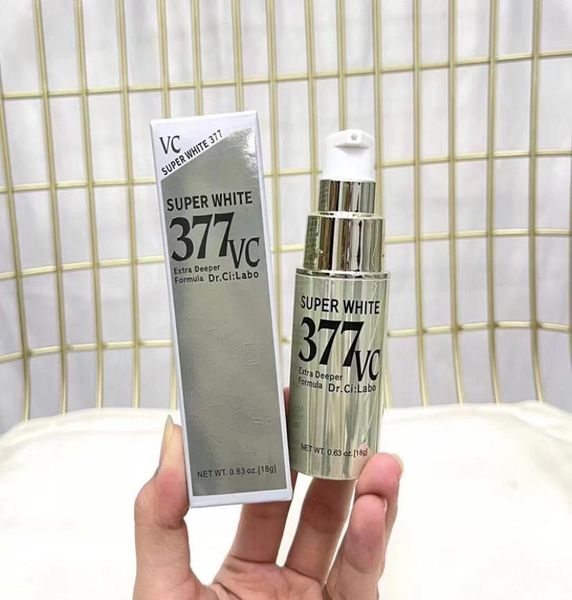 VC
SUPER WHITE 377
SUPER WHITE
377VC
Extra Deeper
Formula Dr.Ci:Labo
NET WT. 0.63 oz.[18g]
SUPER WHITE
377VC
Extra Deeper
Formula Dr.Ci:Labo
NET WT. 0.63 oz.[18g]